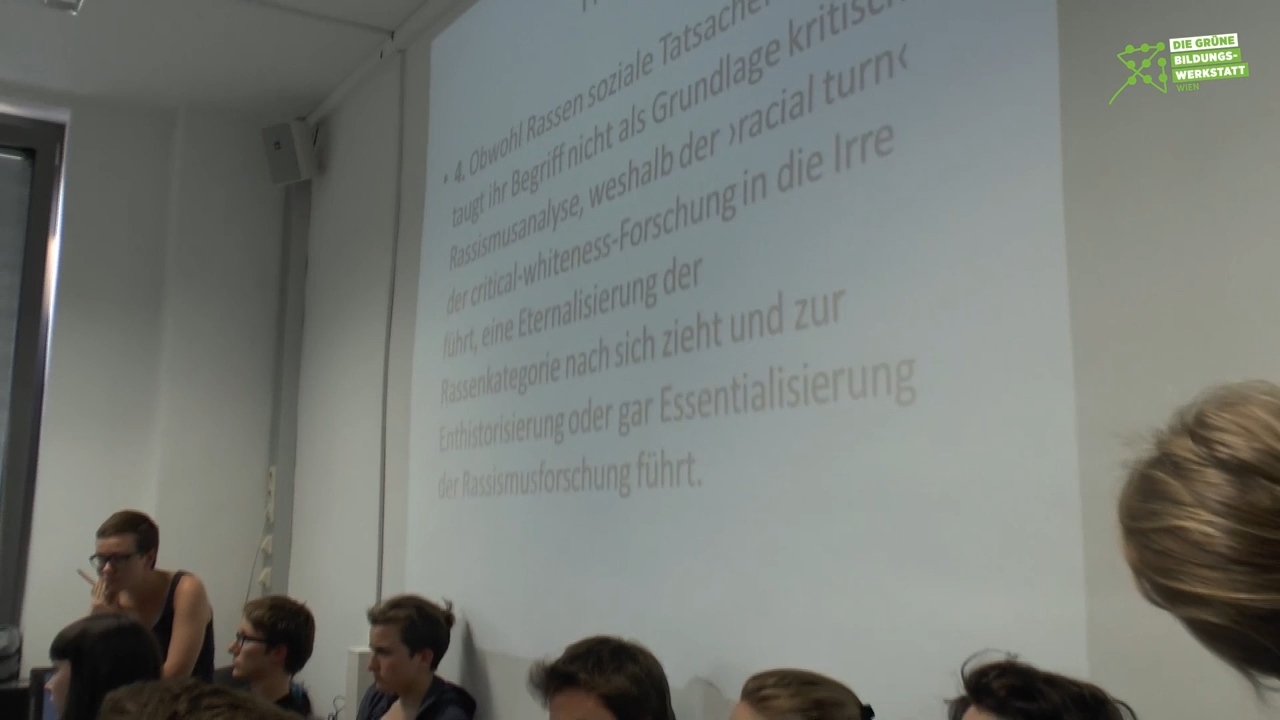 • 4. Obwohl Rassen soziale Tatsachen
taugt ihr Begriff nicht als Grundlage kritisch
Rassismusanalyse, weshalb der ›racial turn‹
der critical-whiteness-Forschung in die Irre
führt, eine Eternalisierung der
Rassenkategorie nach sich zieht und zur
Enthistorisierung oder gar Essentialisierung
der Rassismusforschung führt.
DIE GRÜNE
BILDUNGS-
WERKSTATT
WIEN